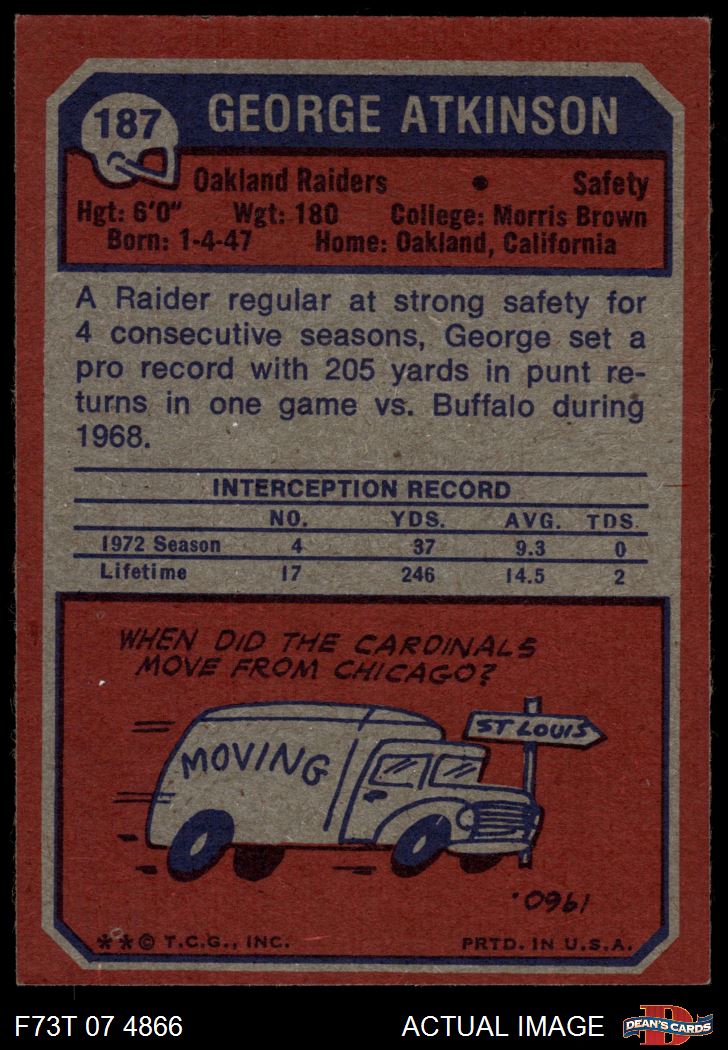 187
GEORGE ATKINSON
Oakland Raiders • Safety
Hgt: 6'0" Wgt: 180 College: Morris Brown
Born: 1-4-47 Home: Oakland, California
A Raider regular at strong safety for
4 consecutive seasons, George set a
pro record with 205 yards in punt re-
turns in one game vs. Buffalo during
1968.
INTERCEPTION RECORD
NO. YDS. AVG. TDS.
1972 Season 4 37 9.3 0
Lifetime 17 246 14.5 2
WHEN DID THE CARDINALS
MOVE FROM CHICAGO?
ST LOUIS
MOVING
1960.
**© T.C.G., INC. PRTD. IN U.S.A.
F73T 07 4866 ACTUAL IMAGE
D
DEAN'S CARDS